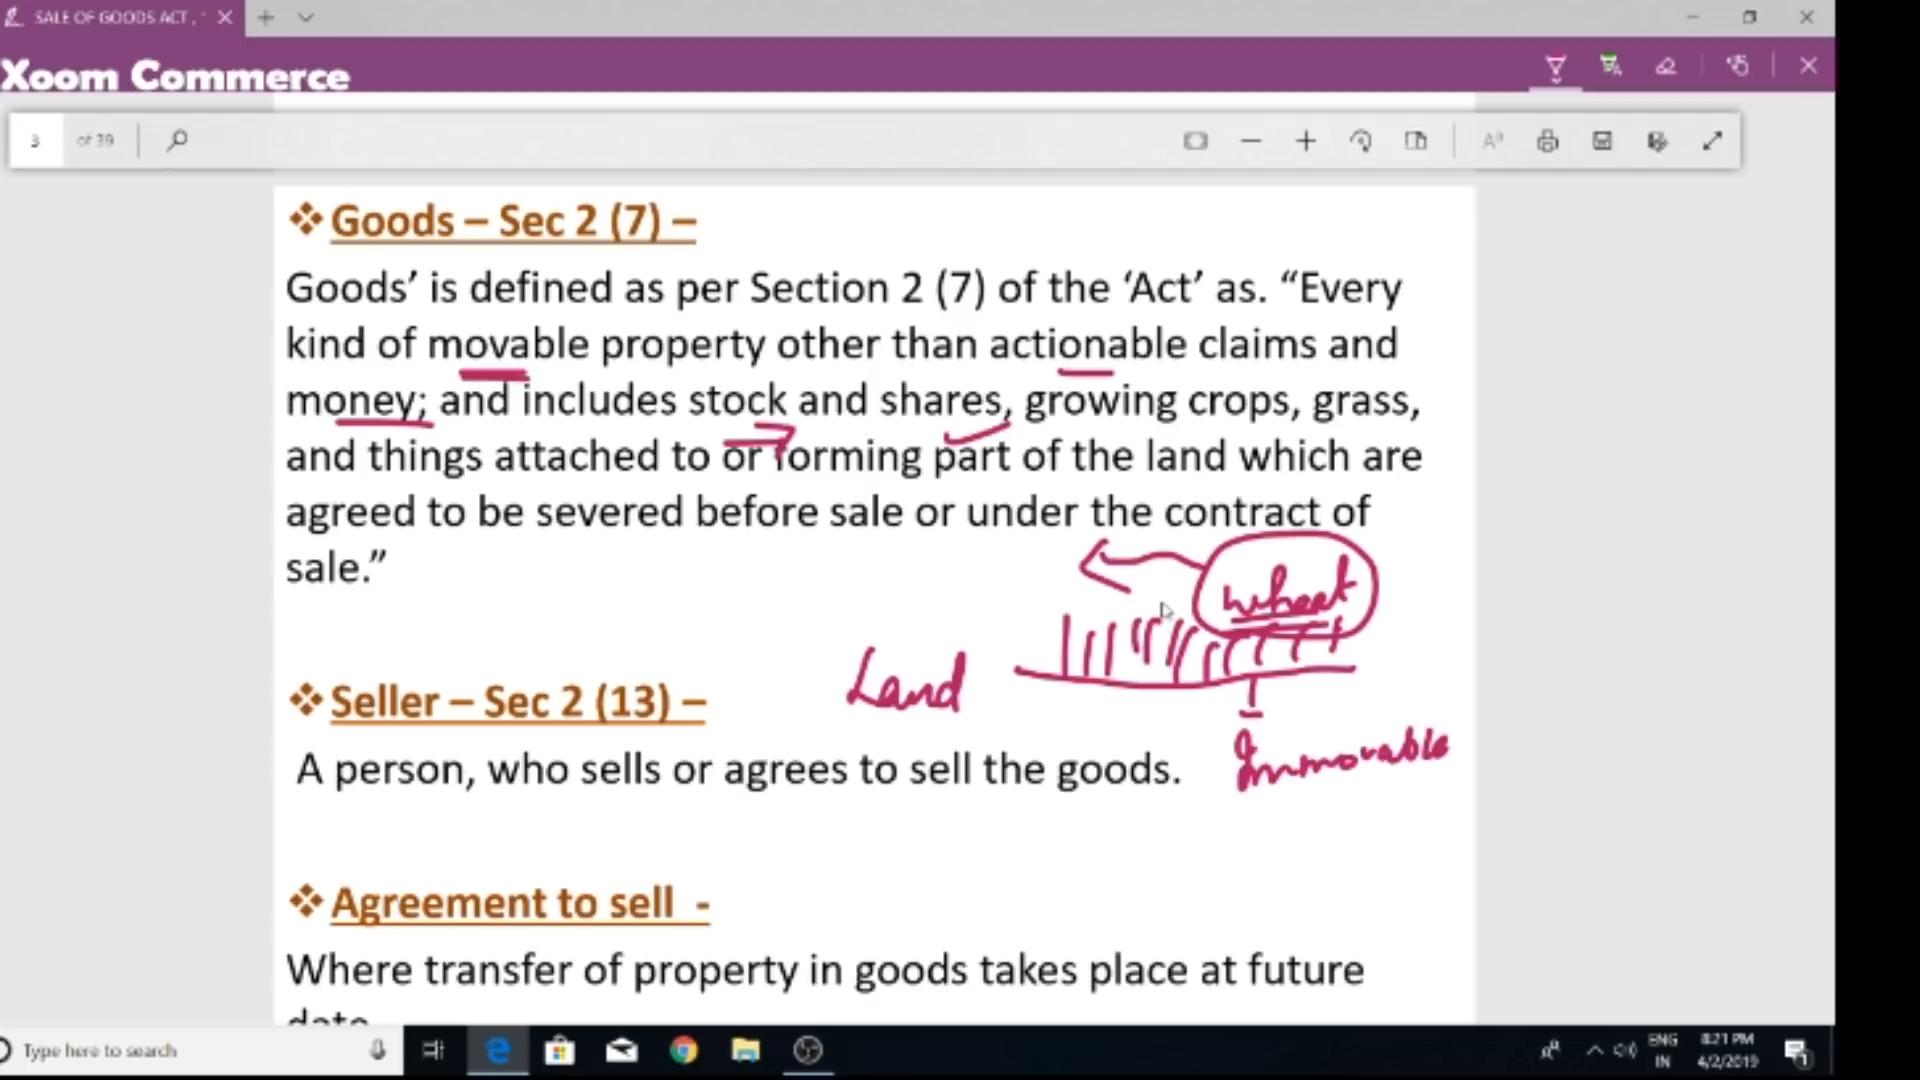 SALE OF GOODS ACT ,
Xoom Commerce
3 of 39
Goods – Sec 2 (7) –
Goods’ is defined as per Section 2 (7) of the ‘Act’ as. “Every
kind of movable property other than actionable claims and
money; and includes stock and shares, growing crops, grass,
and things attached to or forming part of the land which are
agreed to be severed before sale or under the contract of
sale.”
wheat
Land
Immovable
Seller – Sec 2 (13) –
A person, who sells or agrees to sell the goods.
Agreement to sell -
Where transfer of property in goods takes place at future
date
Type here to search
ENG
IN
8:21 PM
4/2/2019